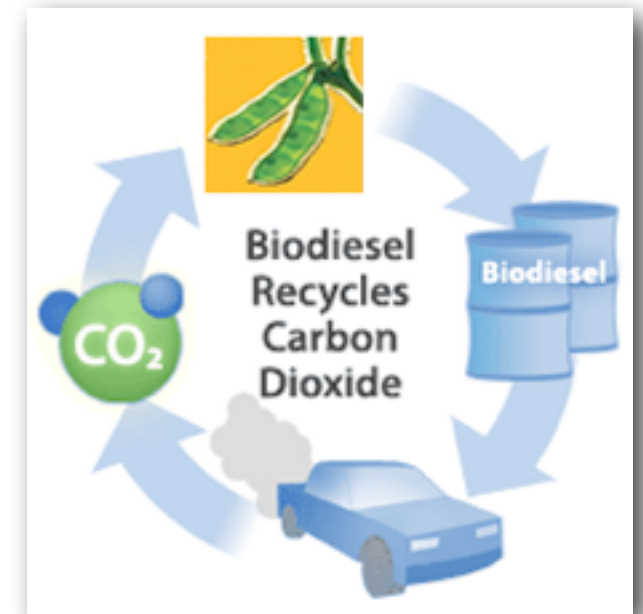 Biodiesel
Recycles
Carbon
Dioxide
Biodiesel
CO₂